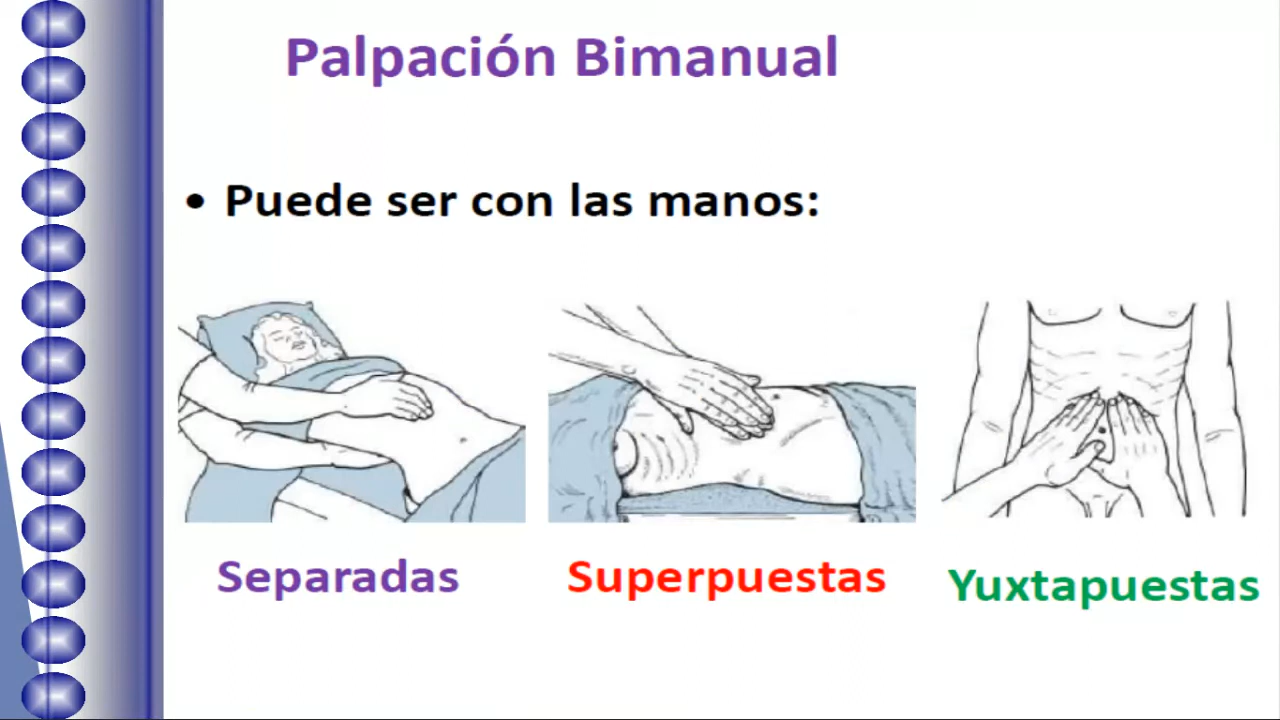 Palpación Bimanual
• Puede ser con las manos:
Separadas
Superpuestas
Yuxtapuestas